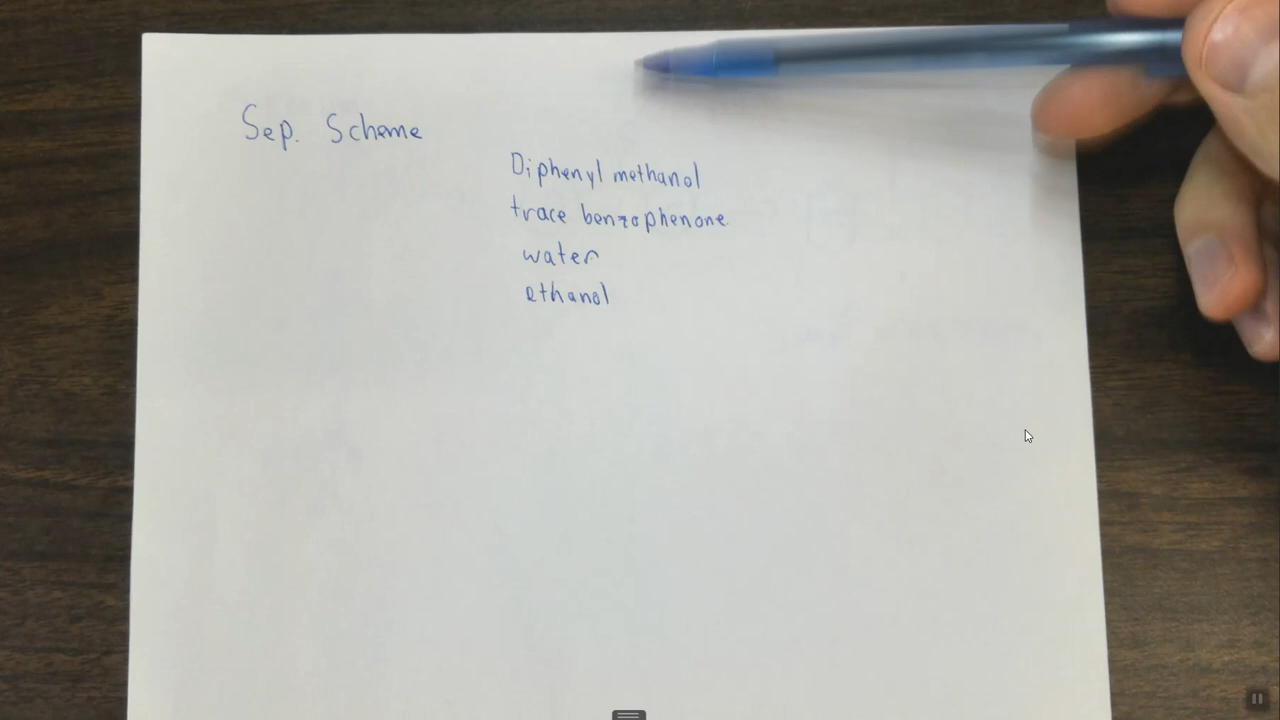 Sep. Scheme
Diphenyl methanol
trace benzophenone
water
ethanol